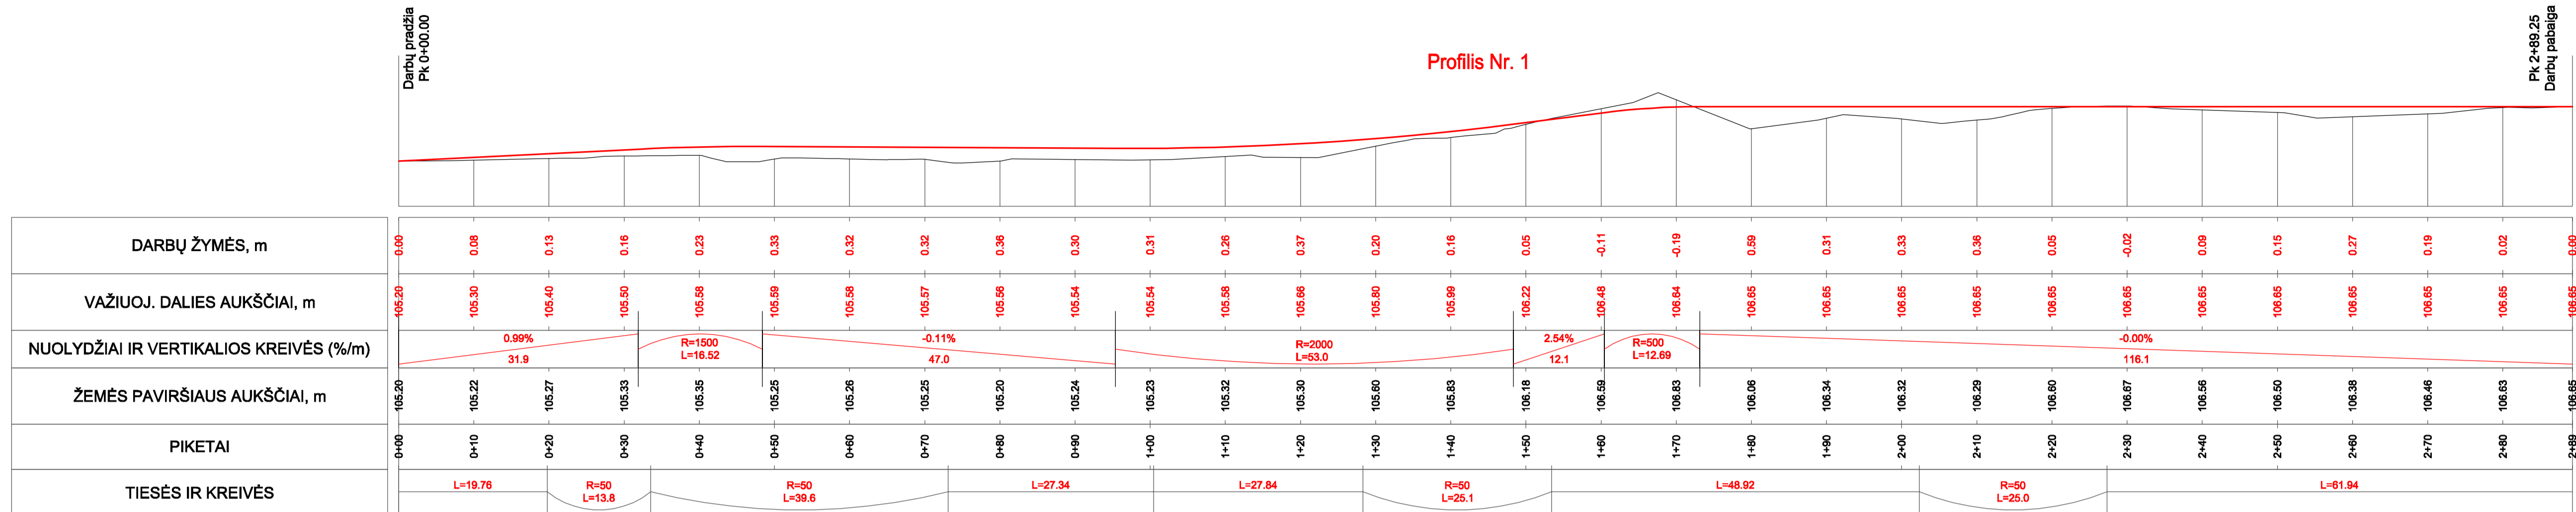 Darbų pradžia
Pk 0+00.00
Profilis Nr. 1
Pk 2+89.25
Darbų pabaiga
DARBŲ ŽYMĖS, m
0.00 0.08 0.13 0.16 0.23 0.33 0.32 0.32 0.36 0.30 0.31 0.26 0.37 0.20 0.16 0.05 -0.11 -0.19 0.59 0.31 0.33 0.36 0.05 -0.02 0.09 0.15 0.27 0.19 0.02 0.00
VAŽIUOJ. DALIES AUKŠČIAI, m
105.20 105.30 105.40 105.50 105.58 105.59 105.58 105.57 105.56 105.54 105.54 105.58 105.66 105.80 105.99 106.22 106.48 106.64 106.65 106.65 106.65 106.65 106.65 106.65 106.65 106.65 106.65 106.65 106.65 106.65
NUOLYDŽIAI IR VERTIKALIOS KREIVĖS (%/m)
0.99%
31.9
R=1500
L=16.52
-0.11%
47.0
R=2000
L=53.0
2.54%
12.1
R=500
L=12.69
-0.00%
116.1
ŽEMĖS PAVIRŠIAUS AUKŠČIAI, m
105.20 105.22 105.27 105.33 105.35 105.25 105.26 105.25 105.20 105.24 105.23 105.32 105.30 105.60 105.83 106.18 106.59 106.83 106.06 106.34 106.32 106.29 106.60 106.67 106.56 106.50 106.38 106.46 106.63 106.65
PIKETAI
0+00 0+10 0+20 0+30 0+40 0+50 0+60 0+70 0+80 0+90 1+00 1+10 1+20 1+30 1+40 1+50 1+60 1+70 1+80 1+90 2+00 2+10 2+20 2+30 2+40 2+50 2+60 2+70 2+80 2+89
TIESĖS IR KREIVĖS
L=19.76
R=50
L=13.8
R=50
L=39.6
L=27.34
L=27.84
R=50
L=25.1
L=48.92
R=50
L=25.0
L=61.94